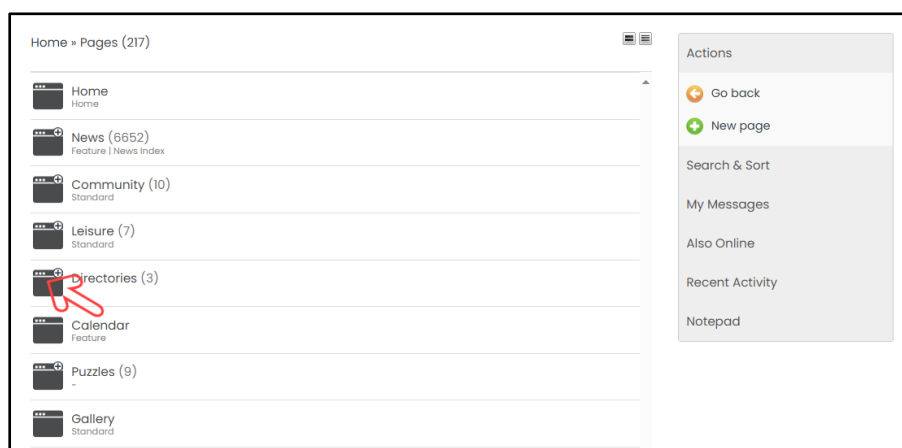 Home » Pages (217)
Home
Home
News (6652)
Feature | News Index
Community (10)
Standard
Leisure (7)
Standard
Directories (3)
Calendar
Feature
Puzzles (9)
-
Gallery
Standard
Actions
Go back
New page
Search & Sort
My Messages
Also Online
Recent Activity
Notepad